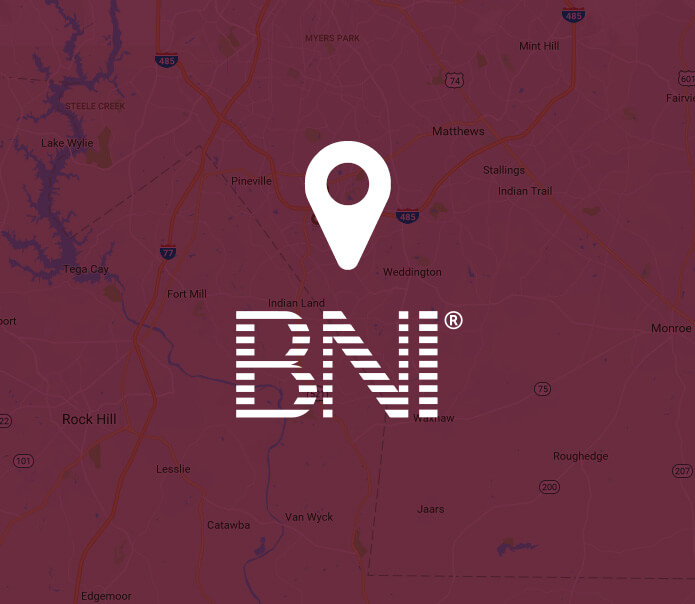 485
MYERS PARK
Mint Hill
485
74
601
Fairvie
STEELE CREEK
Matthews
Lake Wylie
Stallings
Pineville
Indian Trail
485
77
Weddington
Tega Cay
Fort Mill
Indian Land
port
BNI®
Monroe
75
521
22
Rock Hill
Waxhaw
101
Roughedge
Lesslie
207
200
Jaars
Van Wyck
Catawba
Edgemoor